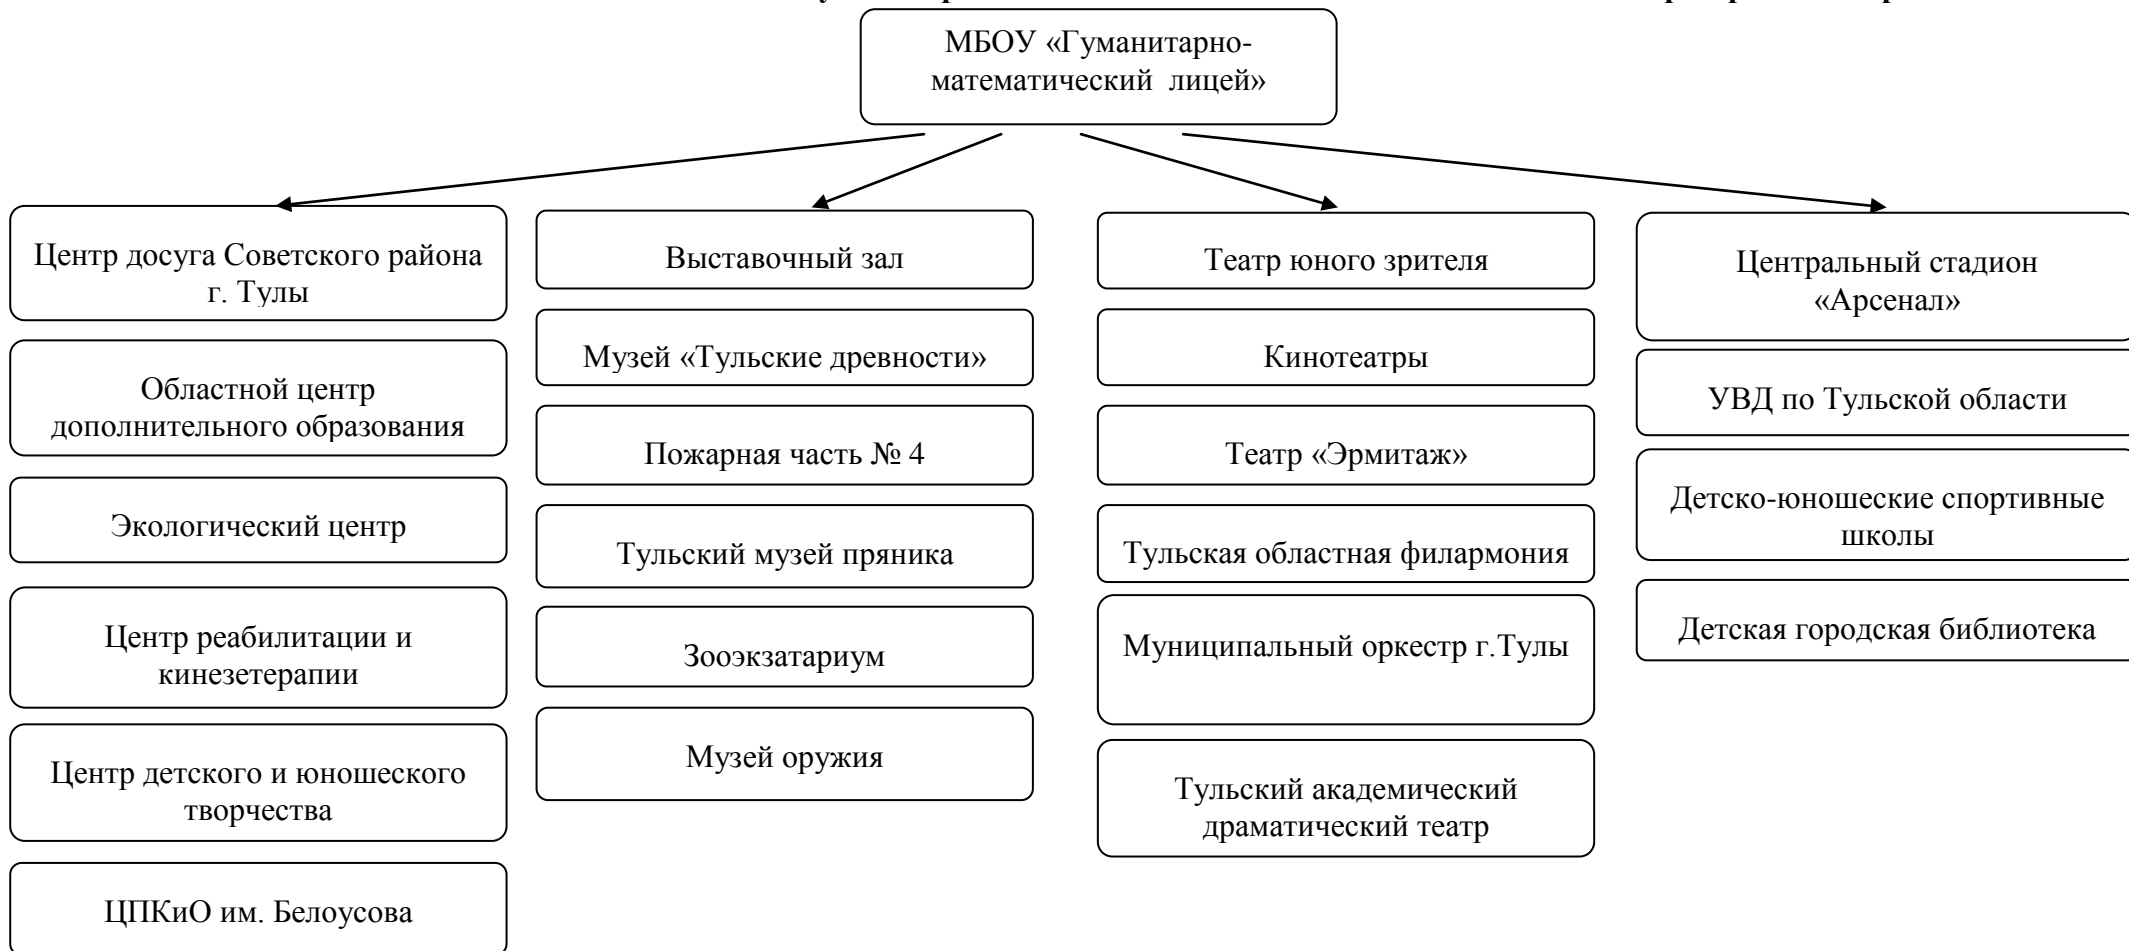 МБОУ «Гуманитарно-
математический лицей»
Центр досуга Советского района
г. Тулы
Областной центр
дополнительного образования
Экологический центр
Центр реабилитации и
кинезетерапии
Центр детского и юношеского
творчества
ЦПКиО им. Белоусова
Выставочный зал
Музей «Тульские древности»
Пожарная часть № 4
Тульский музей пряника
Зооэкзатариум
Музей оружия
Театр юного зрителя
Кинотеатры
Театр «Эрмитаж»
Тульская областная филармония
Муниципальный оркестр г.Тулы
Тульский академический
драматический театр
Центральный стадион
«Арсенал»
УВД по Тульской области
Детско-юношеские спортивные
школы
Детская городская библиотека